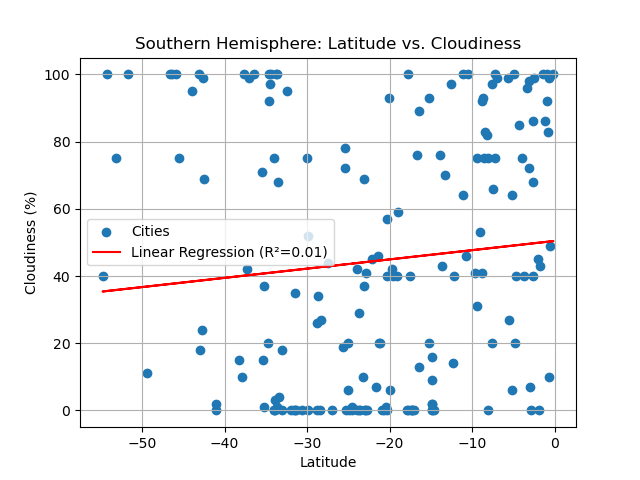 Southern Hemisphere: Latitude vs. Cloudiness
100
80
60
40
20
0
Cloudiness (%)
Cities
Linear Regression (R²=0.01)
−50
−40
−30
−20
−10
0
Latitude